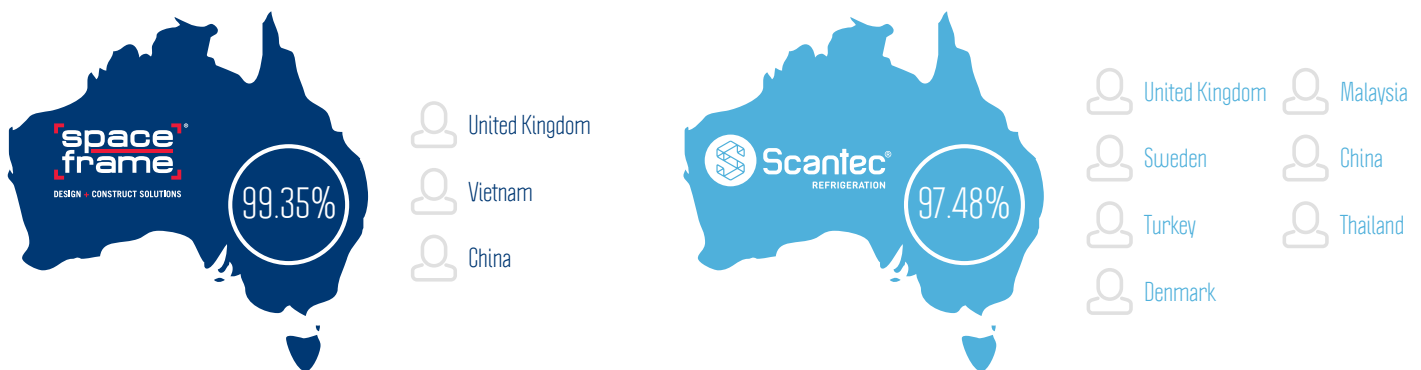 space®
frame
DESIGN + CONSTRUCT SOLUTIONS
99.35%
United Kingdom
Vietnam
China
Scantec®
REFRIGERATION
97.48%
United Kingdom
Sweden
Turkey
Denmark
Malaysia
China
Thailand